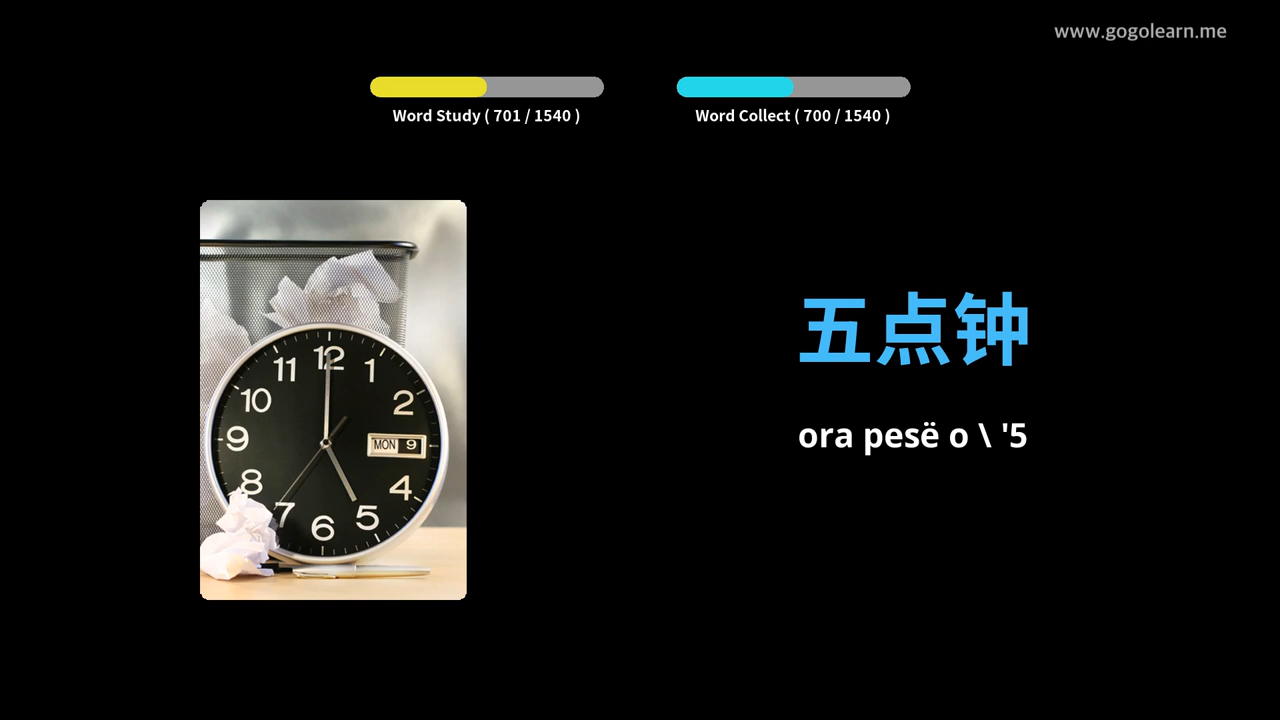 www.gogolearn.me
Word Study ( 701 / 1540 )
Word Collect ( 700 / 1540 )
五点钟
ora pesë o \ '5
12
1
2
3
MON 9
4
5
6
7
8
9
10
11